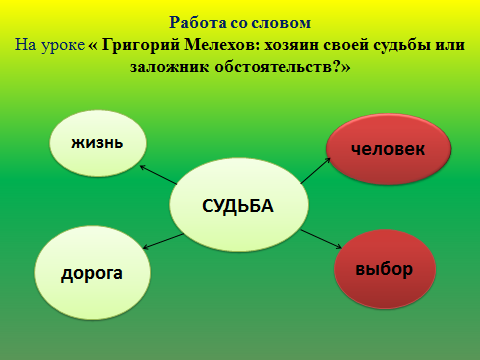 Работа со словом
На уроке « Григорий Мелехов: хозяин своей судьбы или
заложник обстоятельств?»
жизнь
человек
СУДЬБА
дорога
выбор